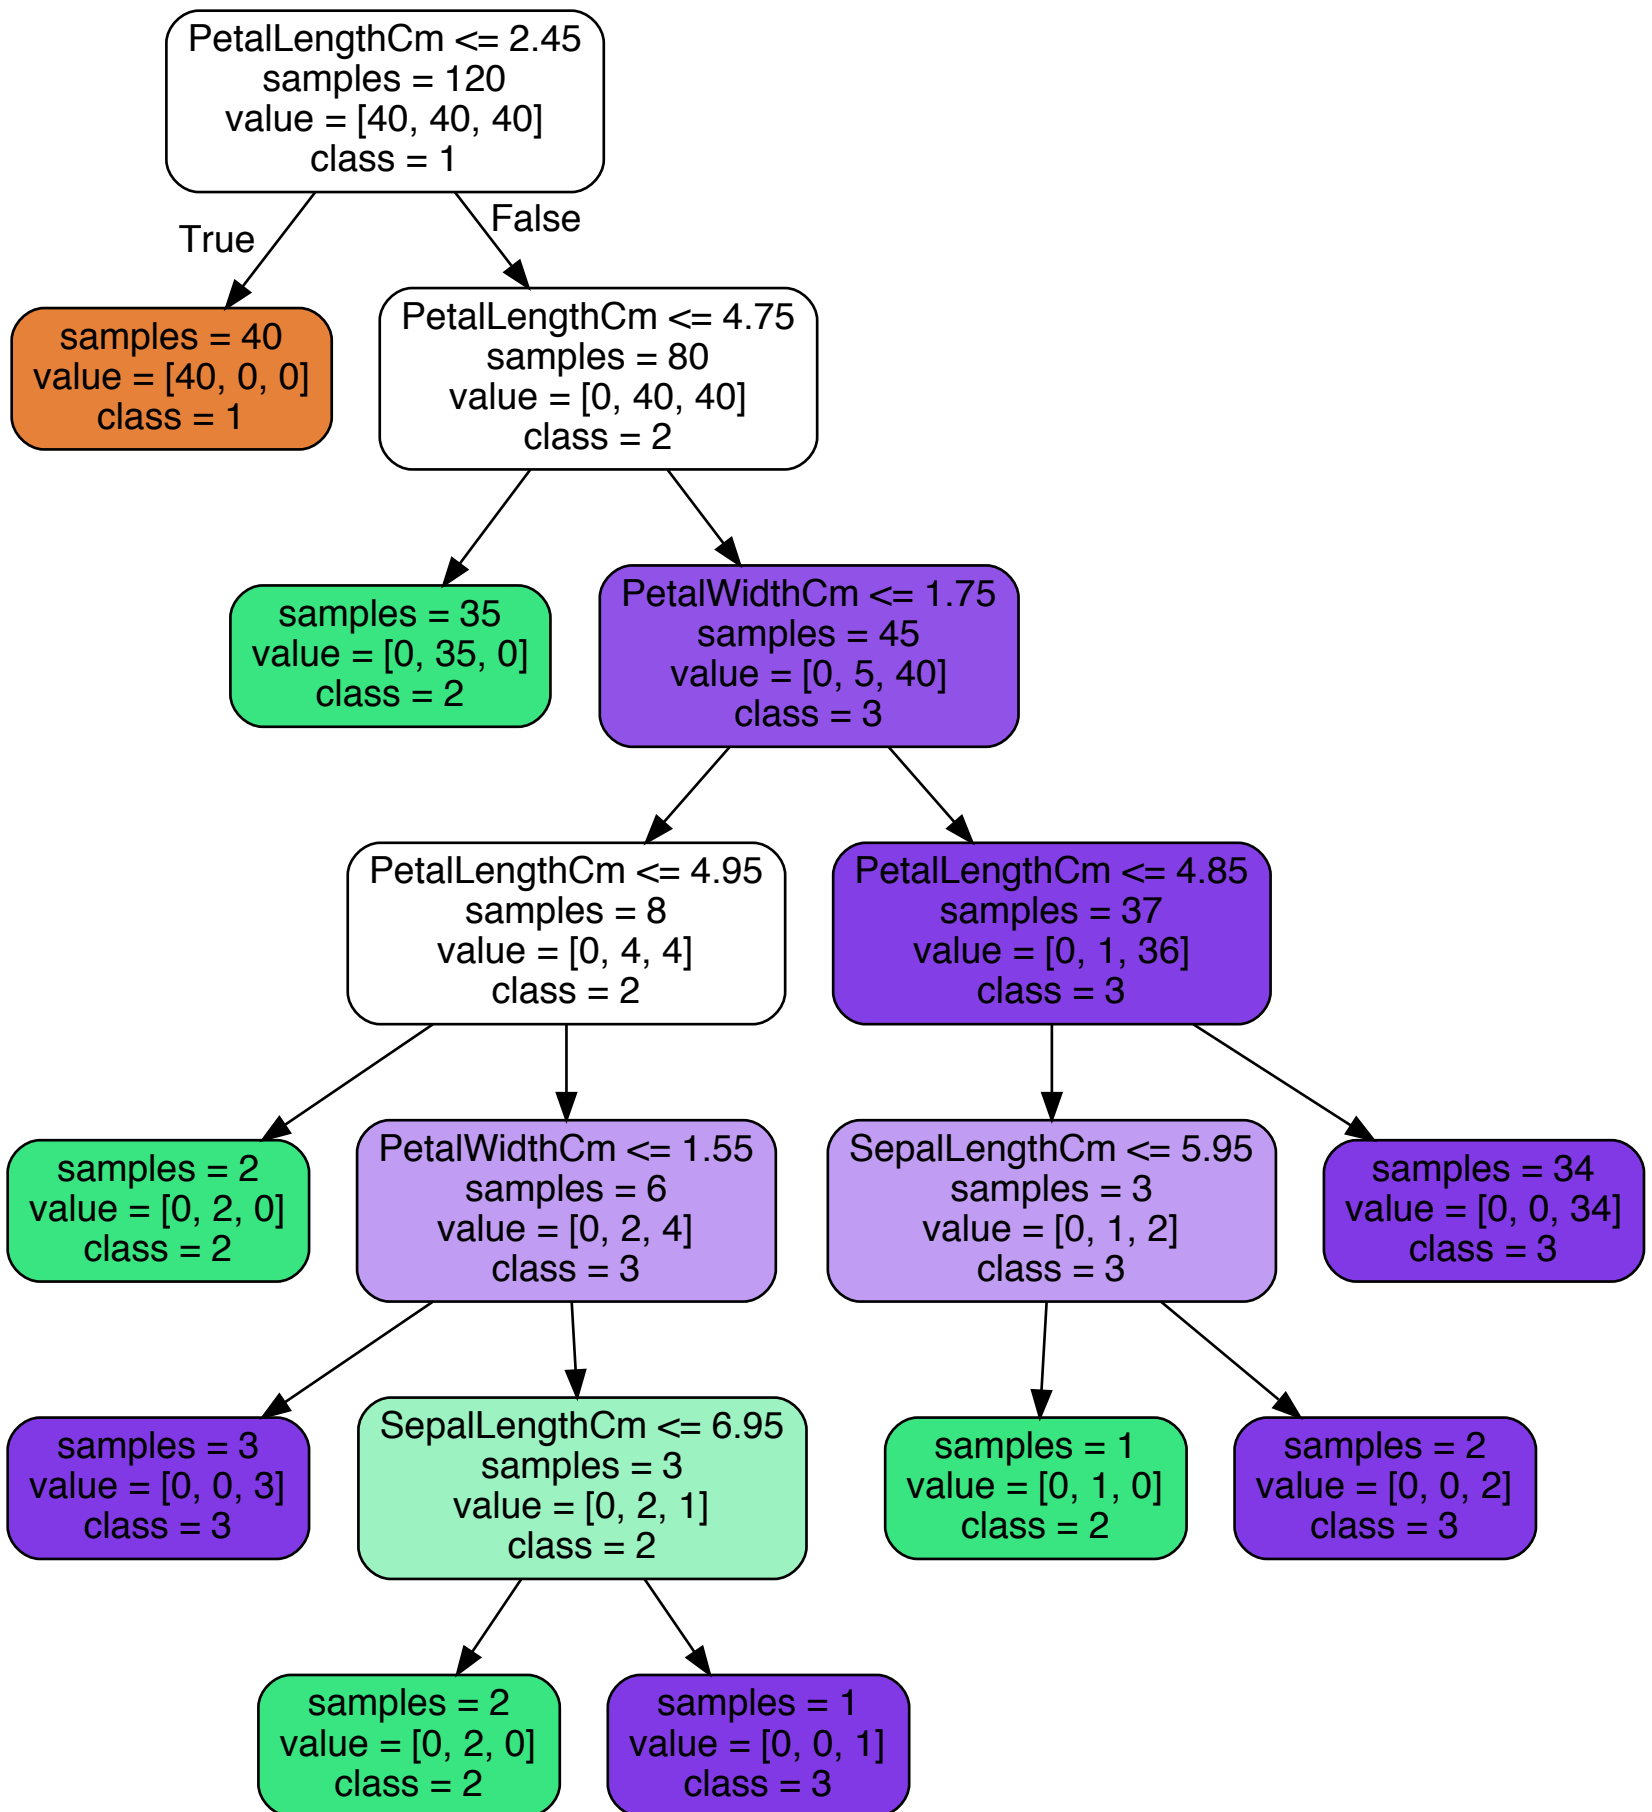 PetalLengthCm <= 2.45
samples = 120
value = [40, 40, 40]
class = 1
True
False
samples = 40
value = [40, 0, 0]
class = 1
PetalLengthCm <= 4.75
samples = 80
value = [0, 40, 40]
class = 2
samples = 35
value = [0, 35, 0]
class = 2
PetalWidthCm <= 1.75
samples = 45
value = [0, 5, 40]
class = 3
PetalLengthCm <= 4.95
samples = 8
value = [0, 4, 4]
class = 2
PetalLengthCm <= 4.85
samples = 37
value = [0, 1, 36]
class = 3
samples = 2
value = [0, 2, 0]
class = 2
PetalWidthCm <= 1.55
samples = 6
value = [0, 2, 4]
class = 3
SepalLengthCm <= 5.95
samples = 3
value = [0, 1, 2]
class = 3
samples = 34
value = [0, 0, 34]
class = 3
samples = 3
value = [0, 0, 3]
class = 3
SepalLengthCm <= 6.95
samples = 3
value = [0, 2, 1]
class = 2
samples = 1
value = [0, 1, 0]
class = 2
samples = 2
value = [0, 0, 2]
class = 3
samples = 2
value = [0, 2, 0]
class = 2
samples = 1
value = [0, 0, 1]
class = 3